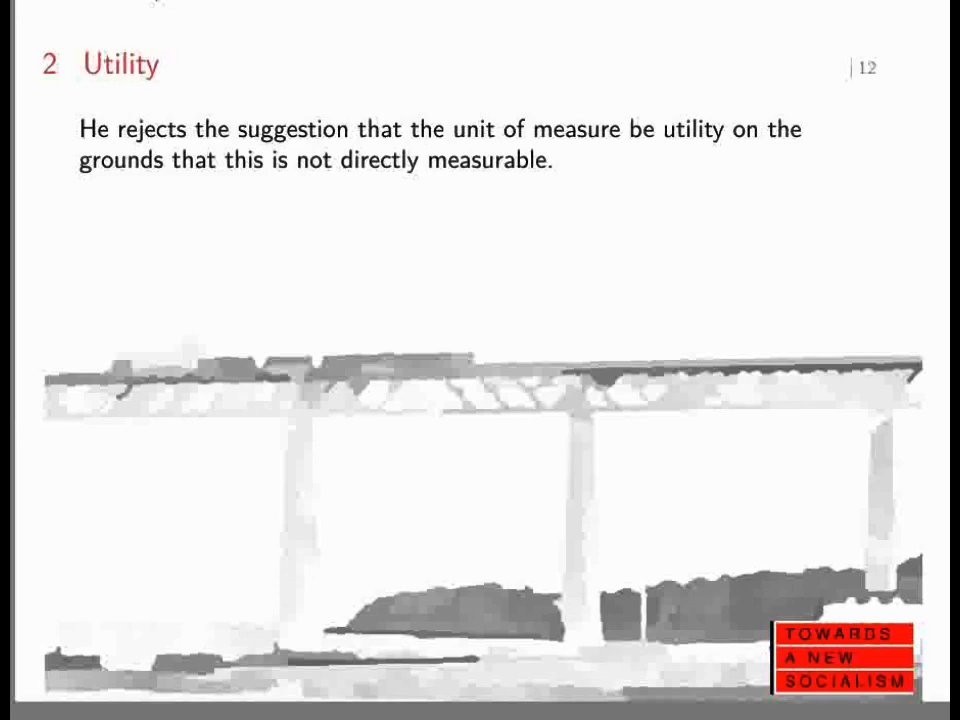 2 Utility
| 12
He rejects the suggestion that the unit of measure be utility on the
grounds that this is not directly measurable.
TOWARDS
A NEW
SOCIALISM